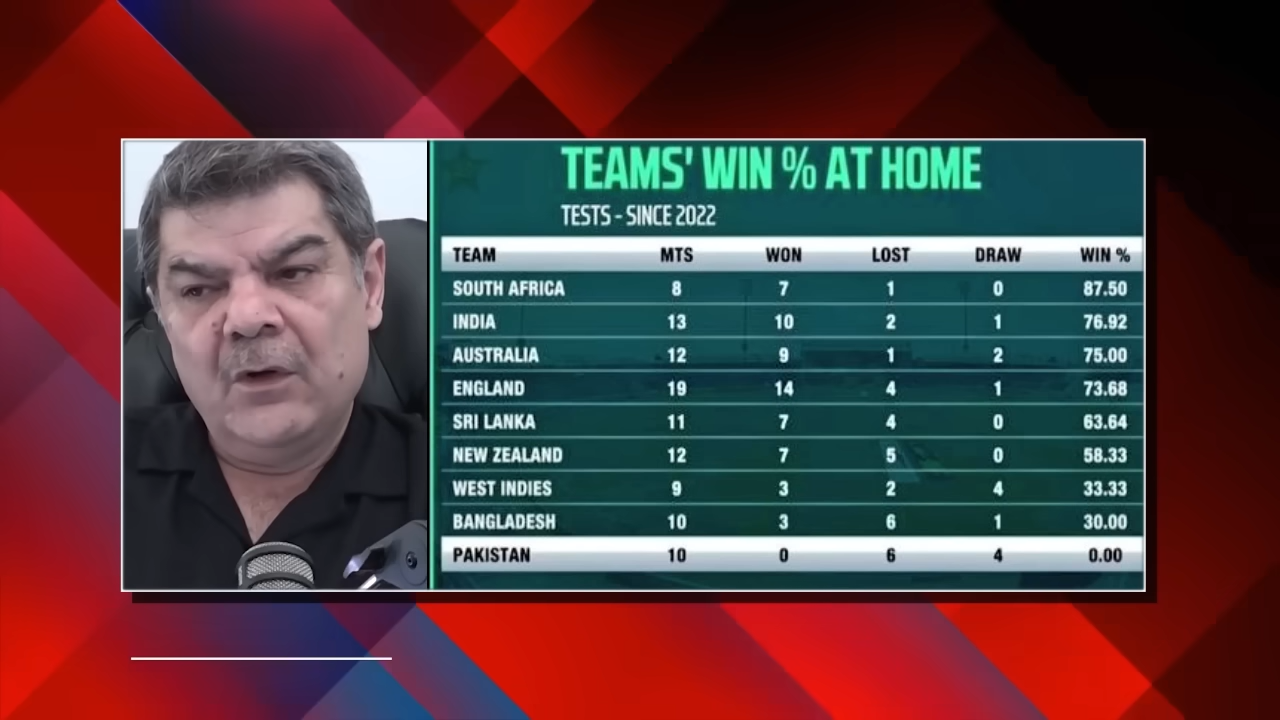 TEAMS' WIN % AT HOME
TESTS - SINCE 2022
TEAM MTS WON LOST DRAW WIN %
SOUTH AFRICA 8 7 1 0 87.50
INDIA 13 10 2 1 76.92
AUSTRALIA 12 9 1 2 75.00
ENGLAND 19 14 4 1 73.68
SRI LANKA 11 7 4 0 63.64
NEW ZEALAND 12 7 5 0 58.33
WEST INDIES 9 3 2 4 33.33
BANGLADESH 10 3 6 1 30.00
PAKISTAN 10 0 6 4 0.00